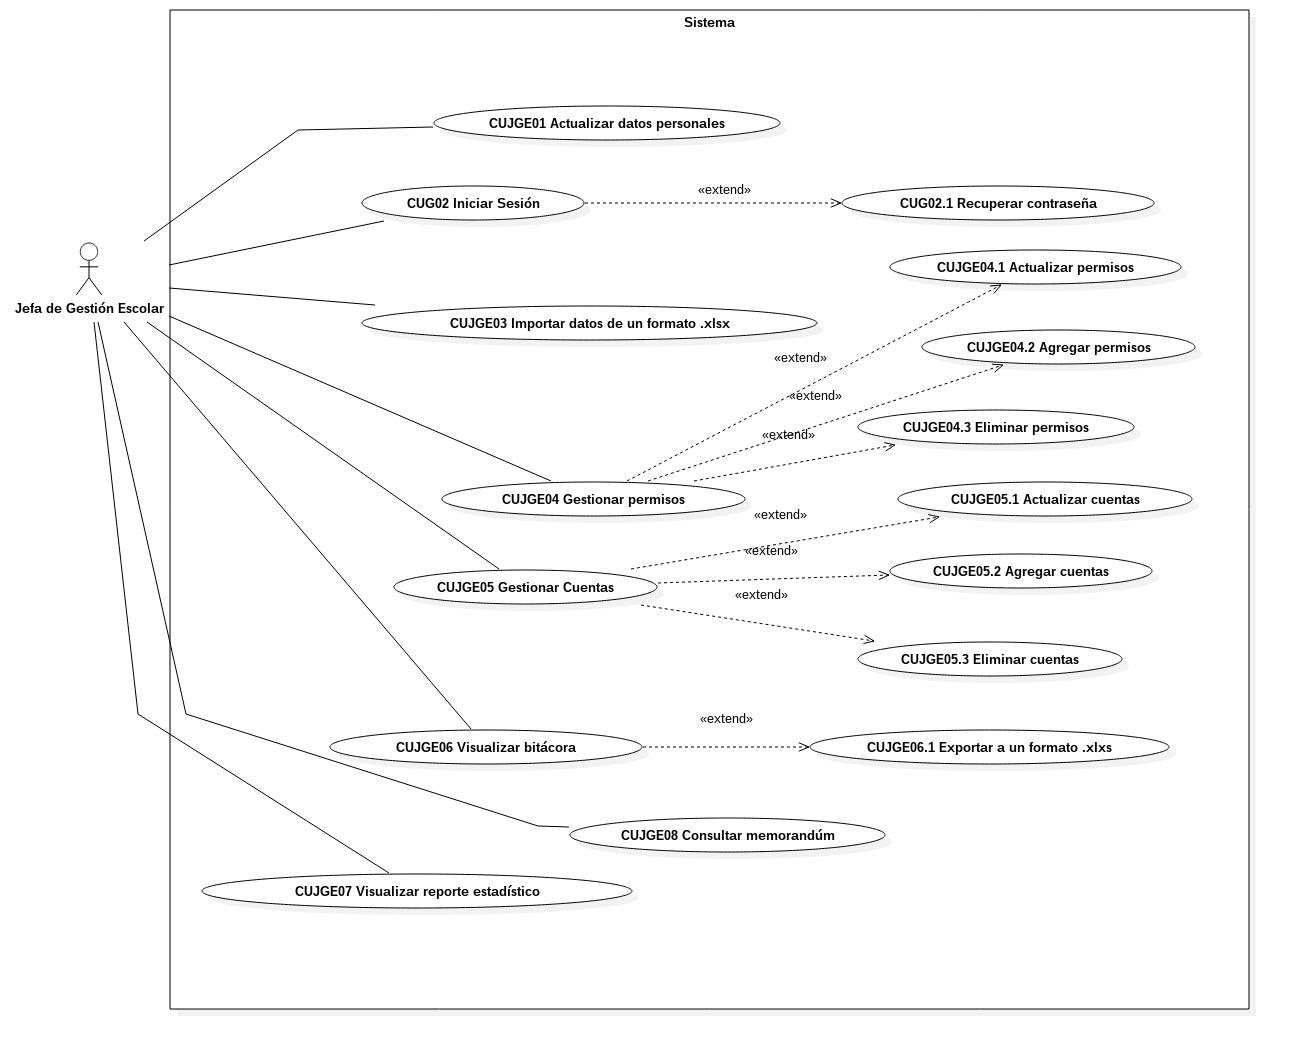 Sistema
CUJGE01 Actualizar datos personales
CUG02 Iniciar Sesión
«extend»
CUG02.1 Recuperar contraseña
CUJGE04.1 Actualizar permisos
Jefa de Gestión Escolar
CUJGE03 Importar datos de un formato .xlsx
CUJGE04.2 Agregar permisos
«extend»
«extend»
«extend»
CUJGE04.3 Eliminar permisos
CUJGE04 Gestionar permisos
CUJGE05.1 Actualizar cuentas
«extend»
«extend»
CUJGE05.2 Agregar cuentas
CUJGE05 Gestionar Cuentas
«extend»
CUJGE05.3 Eliminar cuentas
«extend»
CUJGE06 Visualizar bitácora
CUJGE06.1 Exportar a un formato .xlxs
CUJGE08 Consultar memorandúm
CUJGE07 Visualizar reporte estadístico